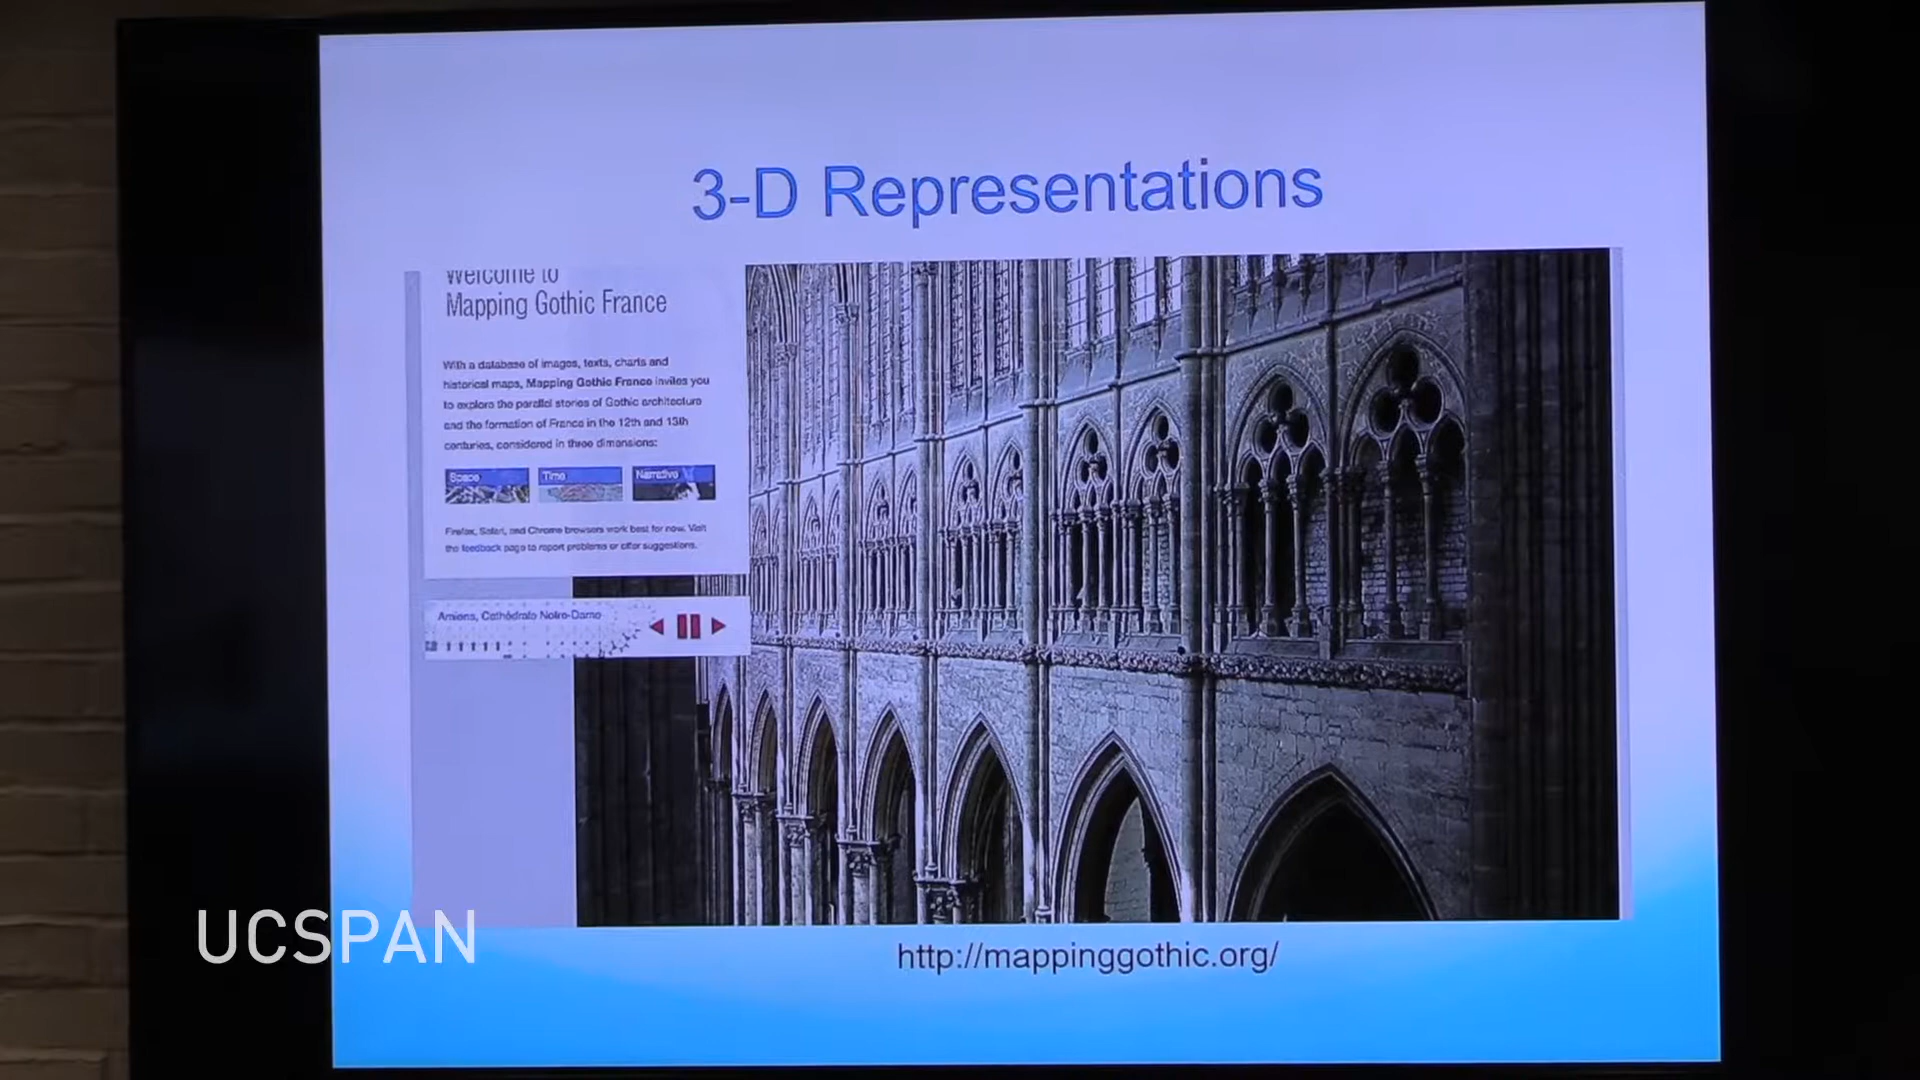 3-D Representations
Welcome to
Mapping Gothic France
With a database of images, texts, charts and
historical maps, Mapping Gothic France invites you
to explore the parallel stories of Gothic architecture
and the formation of France in the 12th and 13th
centuries, considered in three dimensions:
Space
Time
Narrative
Firefox, Safari, and Chrome browsers work best for now. Visit
the feedback page to report problems or offer suggestions.
Amiens, Cathédrale Notre-Dame
http://mappinggothic.org/
UCSPAN